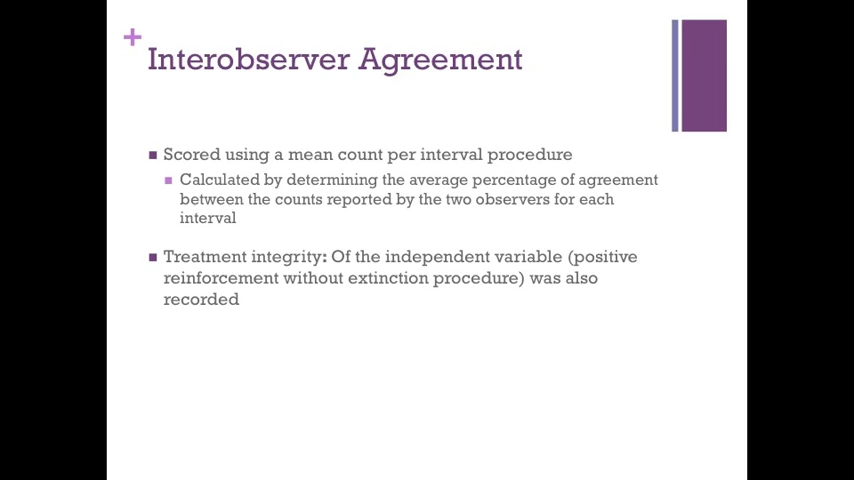 +
Interobserver Agreement
■ Scored using a mean count per interval procedure
■ Calculated by determining the average percentage of agreement
between the counts reported by the two observers for each
interval
■ Treatment integrity: Of the independent variable (positive
reinforcement without extinction procedure) was also
recorded